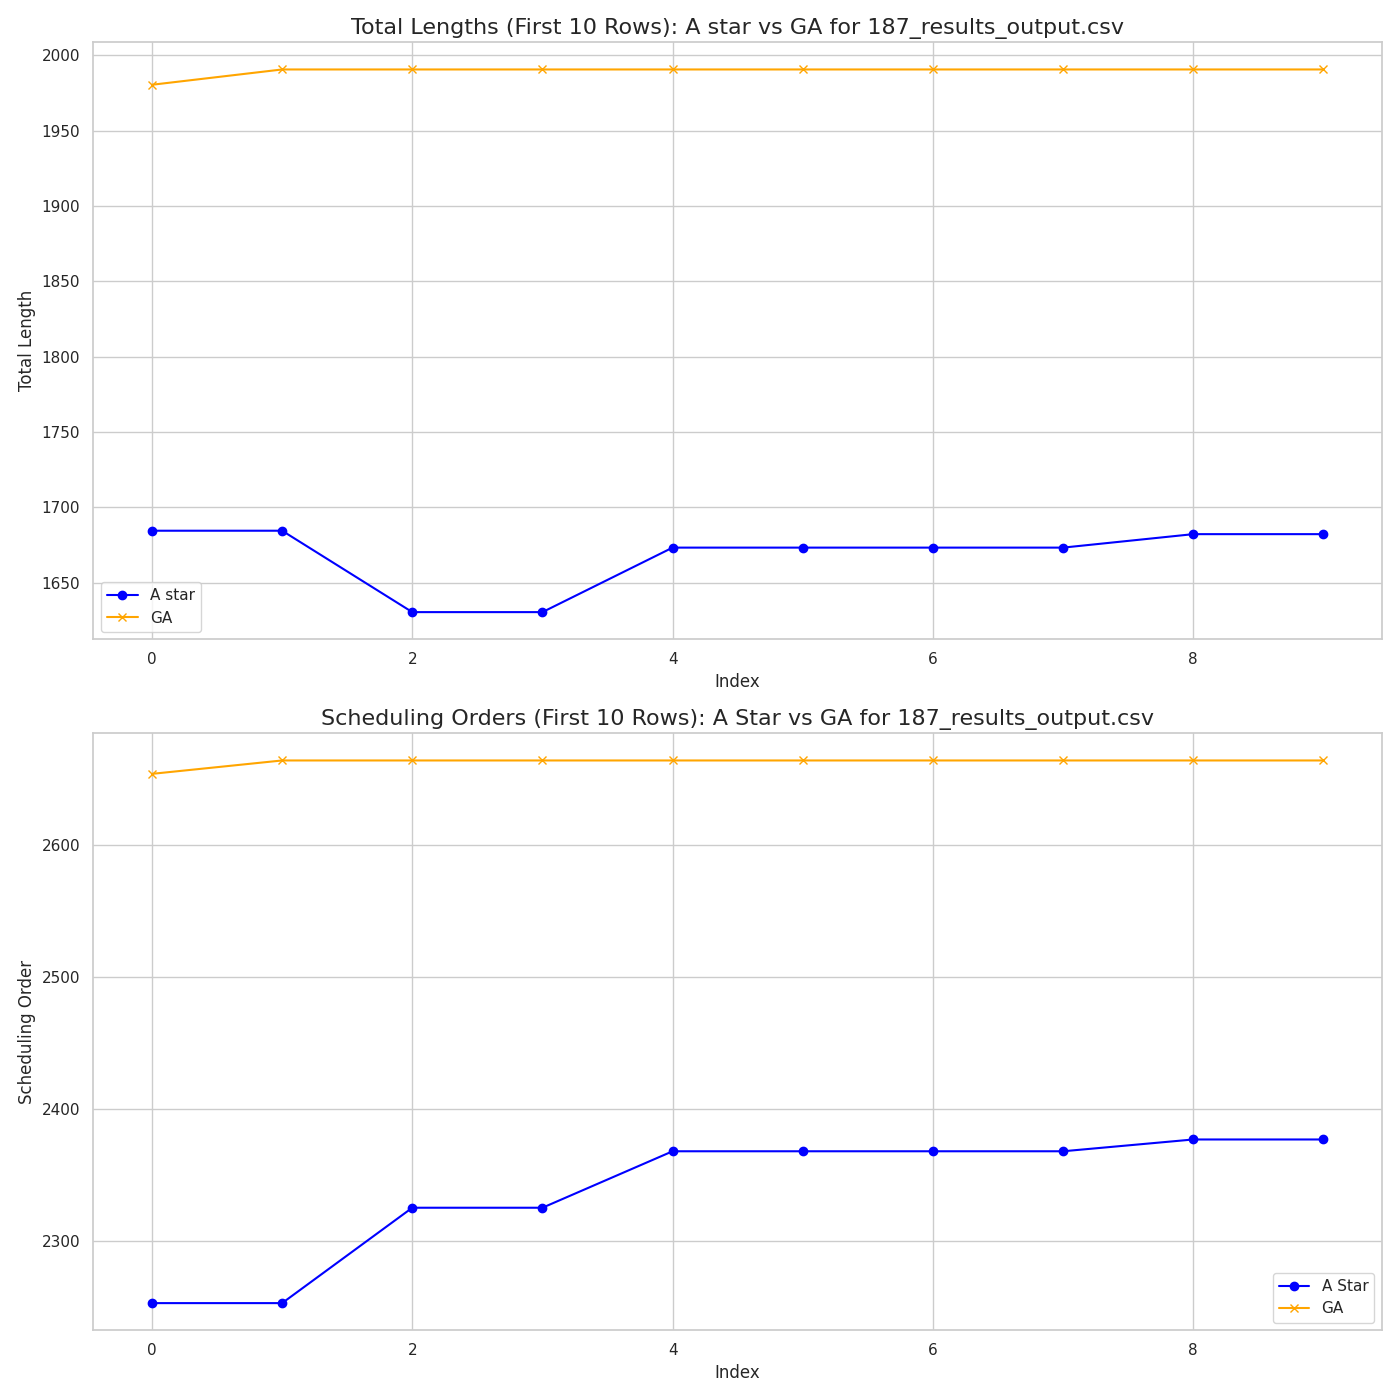 Total Lengths (First 10 Rows): A star vs GA for 187_results_output.csv
2000
1950
1900
1850
1800
1750
1700
1650
Total Length
A star
GA
0 2 4 6 8
Index
Scheduling Orders (First 10 Rows): A Star vs GA for 187_results_output.csv
2600
2500
2400
2300
Scheduling Order
A Star
GA
0 2 4 6 8
Index